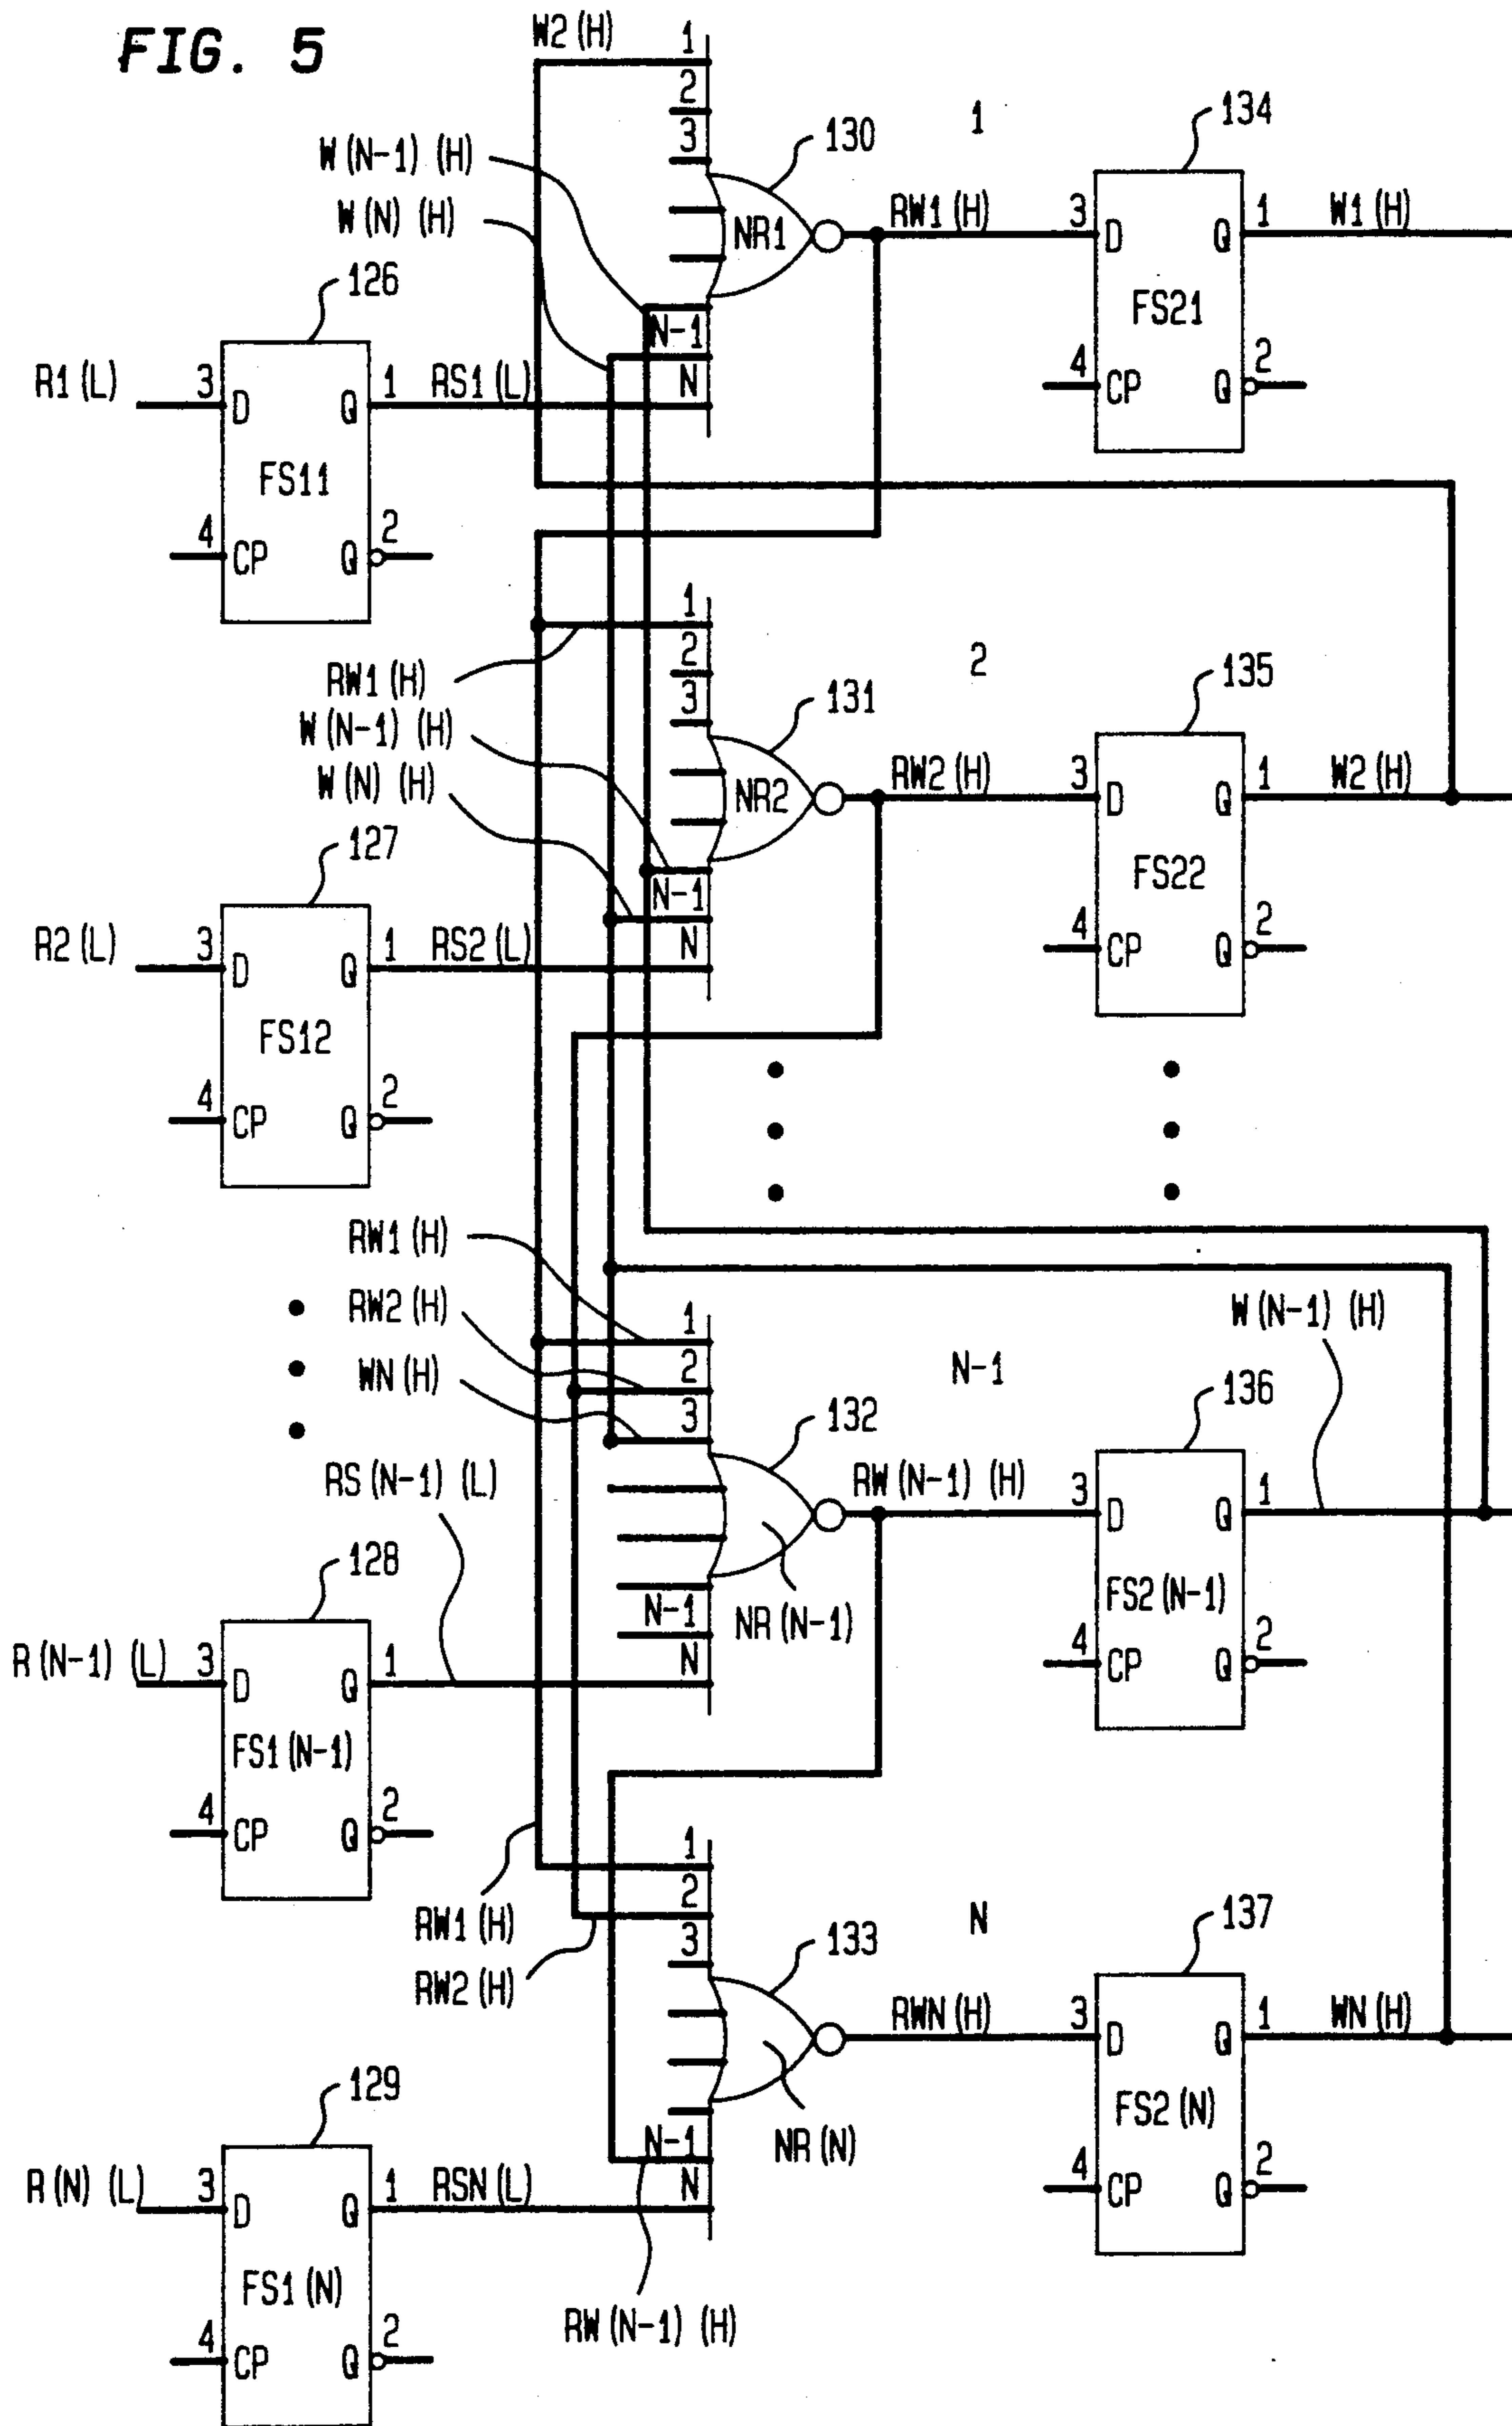 FIG. 5
W2 (H)
1
2
3
W (N-1) (H)
W (N) (H)
130
NR1
1
134
RW1 (H)
3
D
Q
1
W1 (H)
FS21
4
CP
Q
2
N-1
N
126
R1 (L)
3
D
Q
1
RS1 (L)
FS11
4
CP
Q
2
1
2
3
RW1 (H)
W (N-1) (H)
W (N) (H)
131
NR2
2
135
RW2 (H)
3
D
Q
1
W2 (H)
FS22
4
CP
Q
2
N-1
N
127
R2 (L)
3
D
Q
1
RS2 (L)
FS12
4
CP
Q
2
RW1 (H)
RW2 (H)
WN (H)
1
2
3
132
N-1
136
W (N-1) (H)
RS (N-1) (L)
RW (N-1) (H)
3
D
Q
1
FS2 (N-1)
4
CP
Q
2
N-1
N
NR (N-1)
128
R (N-1) (L)
3
D
Q
1
FS1 (N-1)
4
CP
Q
2
1
2
3
RW1 (H)
RW2 (H)
133
N
137
RWN (H)
3
D
Q
1
WN (H)
FS2 (N)
4
CP
Q
2
N-1
N
NR (N)
129
R (N) (L)
3
D
Q
1
RSN (L)
FS1 (N)
4
CP
Q
2
RW (N-1) (H)